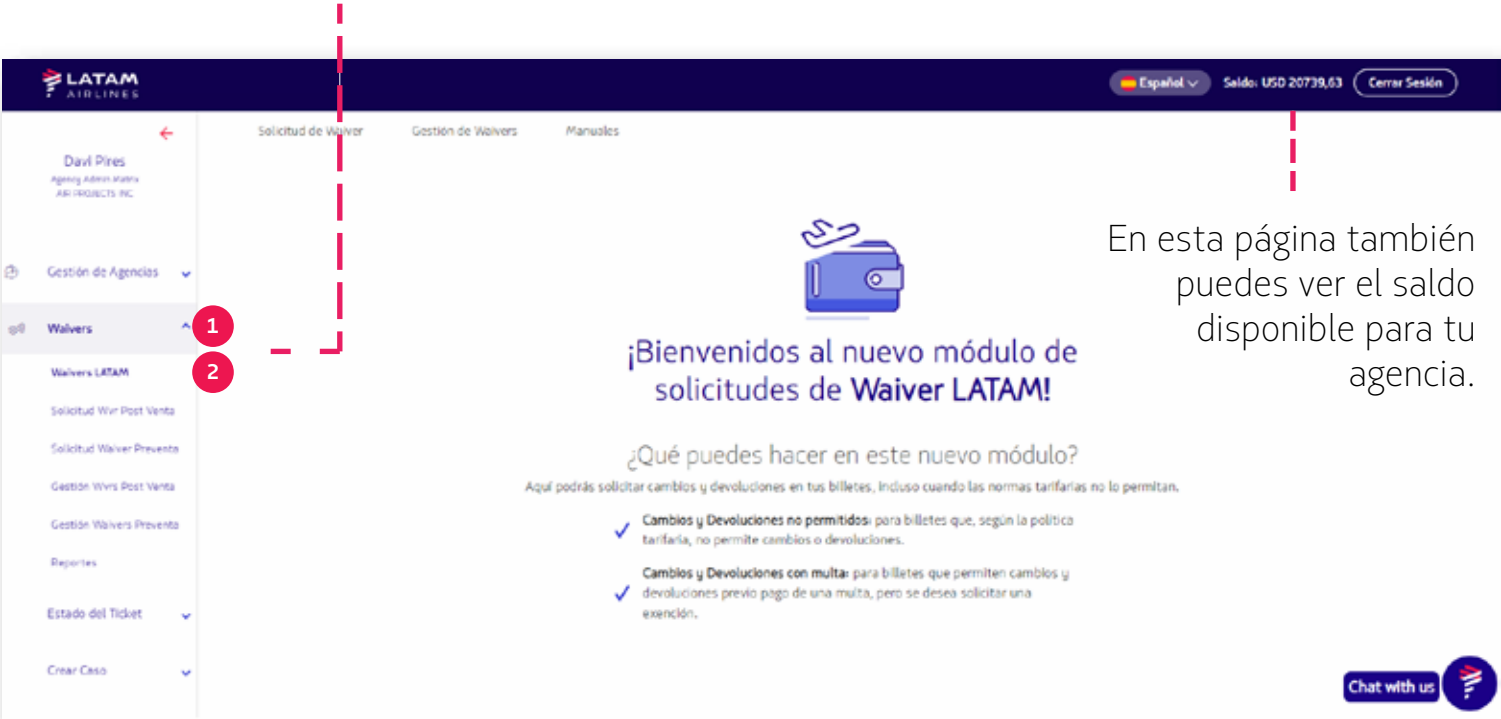 LATAM
AIRLINES
Español
Saldo: USD 20739,63
Cerrar Sesión
Solicitud de Waiver
Gestión de Waivers
Manuales
Davi Pires
Agency Admin Matrix
AIR PROJECTS INC
Gestión de Agencias
Waivers
1
Waivers LATAM
2
Solicitud Wvr Post Venta
Solicitud Waiver Preventa
Gestión Wvrs Post Venta
Gestión Waivers Preventa
Reportes
Estado del Ticket
Crear Caso
¡Bienvenidos al nuevo módulo de
solicitudes de Waiver LATAM!
¿Qué puedes hacer en este nuevo módulo?
Aquí podrás solicitar cambios y devoluciones en tus billetes, incluso cuando las normas tarifarias no lo permitan.
Cambios y Devoluciones no permitidos: para billetes que, según la política
tarifaria, no permite cambios o devoluciones.
Cambios y Devoluciones con multa: para billetes que permiten cambios y
devoluciones previo pago de una multa, pero se desea solicitar una
exención.
En esta página también
puedes ver el saldo
disponible para tu
agencia.
Chat with us